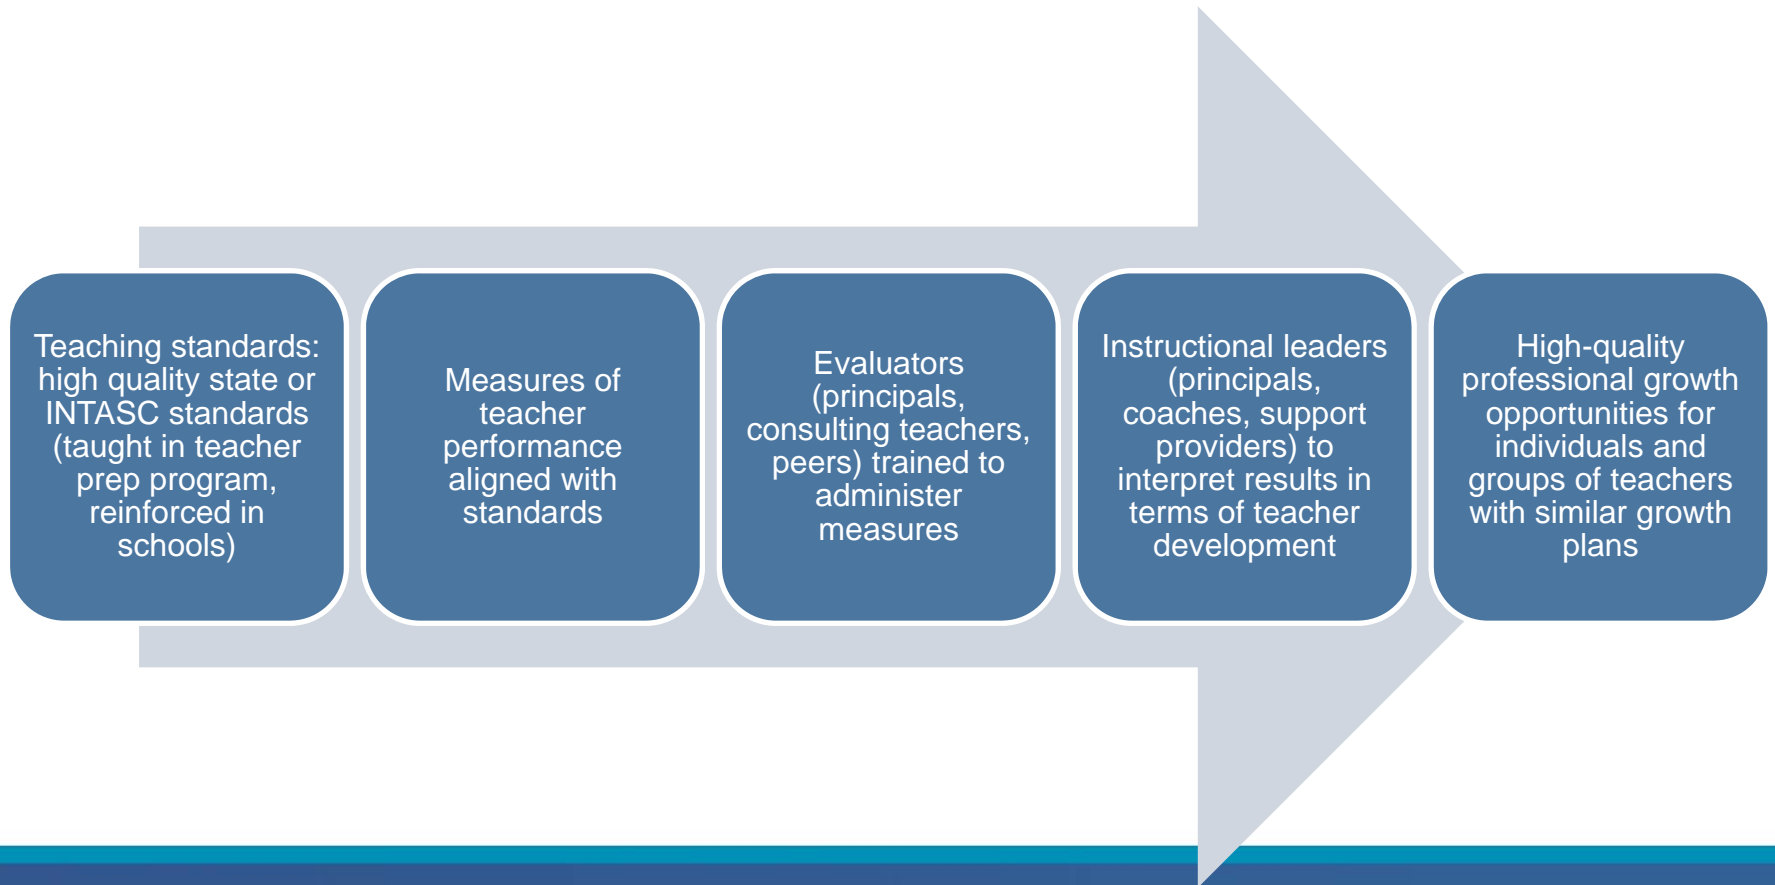 Teaching standards:
high quality state or
INTASC standards
(taught in teacher
prep program,
reinforced in
schools)
Measures of
teacher
performance
aligned with
standards
Evaluators
(principals,
consulting teachers,
peers) trained to
administer
measures
Instructional leaders
(principals,
coaches, support
providers) to
interpret results in
terms of teacher
development
High-quality
professional growth
opportunities for
individuals and
groups of teachers
with similar growth
plans